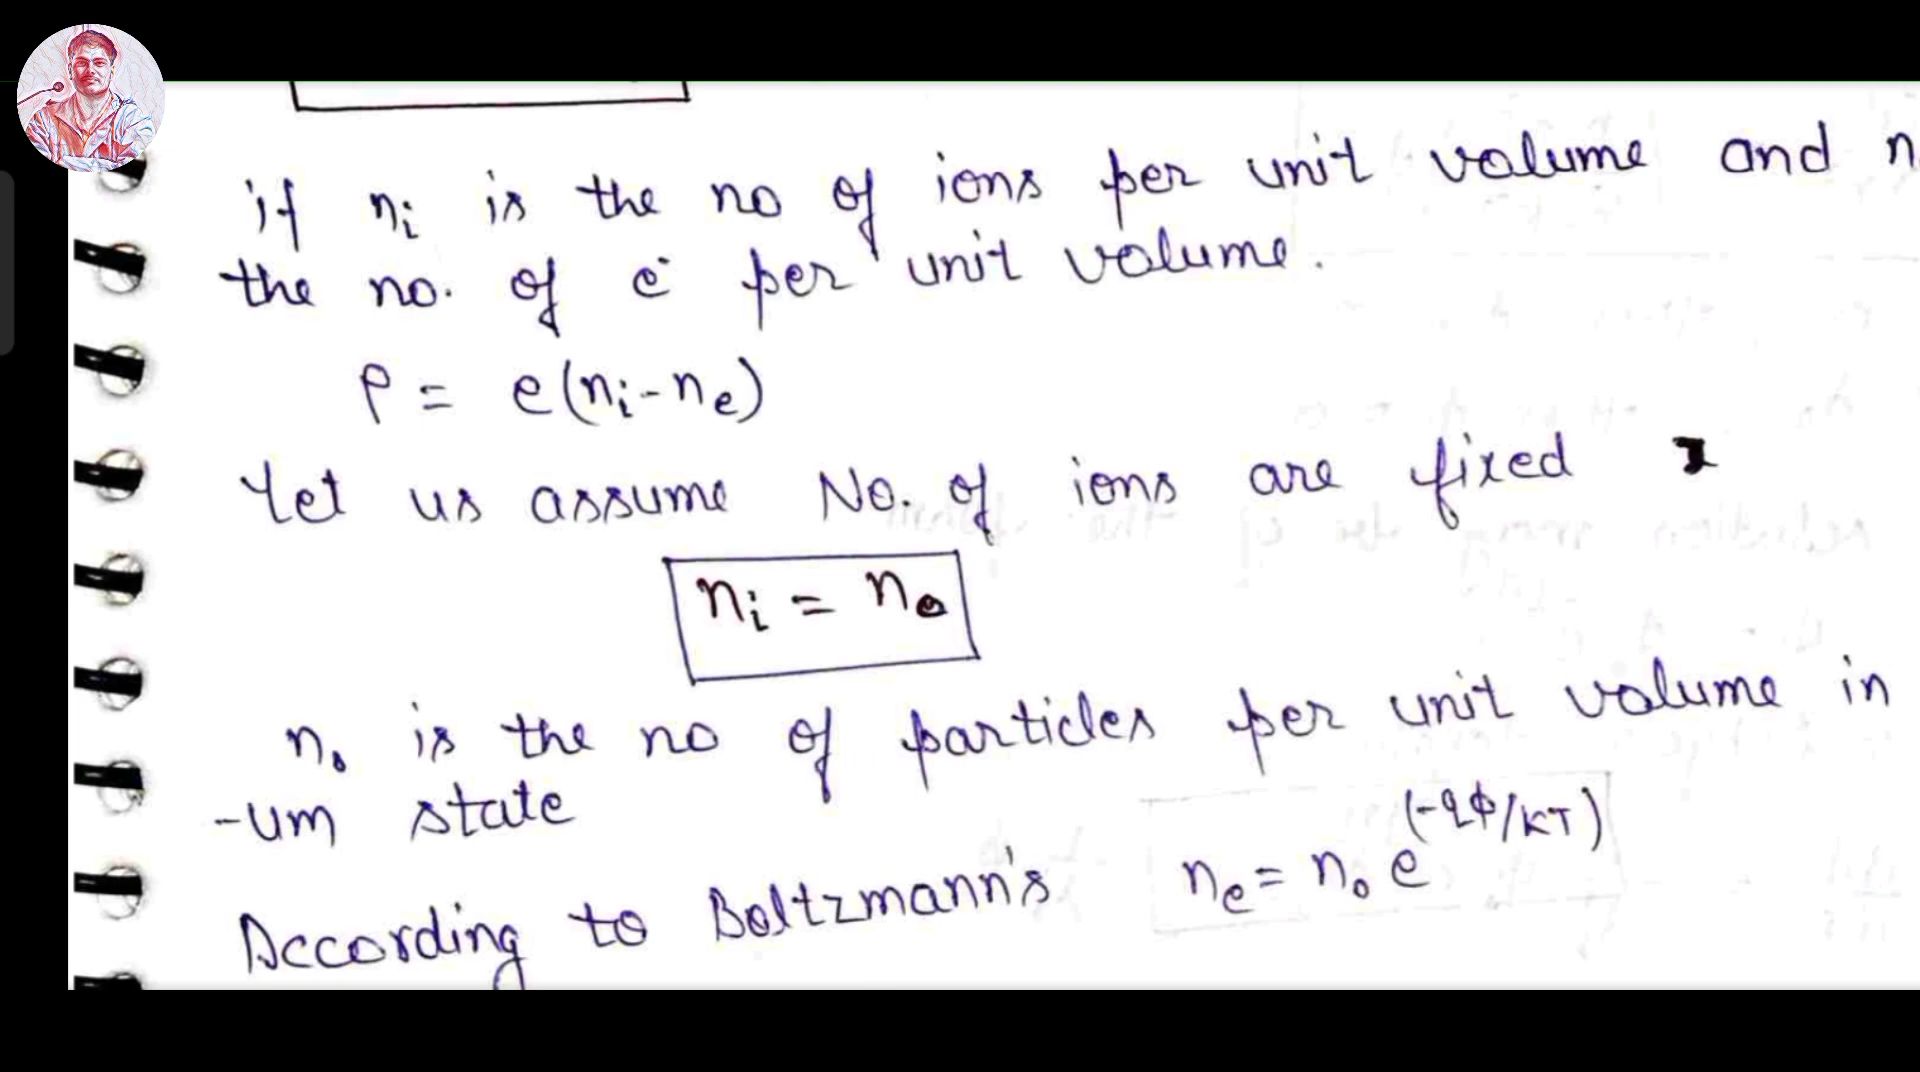 if nᵢ is the no of ions per unit volume and n
the no. of e⁻ per unit volume.
ρ = e(nᵢ-nₑ)
Let us assume No. of ions are fixed
nᵢ = n₀
n₀ is the no of particles per unit volume in
-um state
According to Boltzmann's nₑ = n₀ e^(-qϕ/KT)